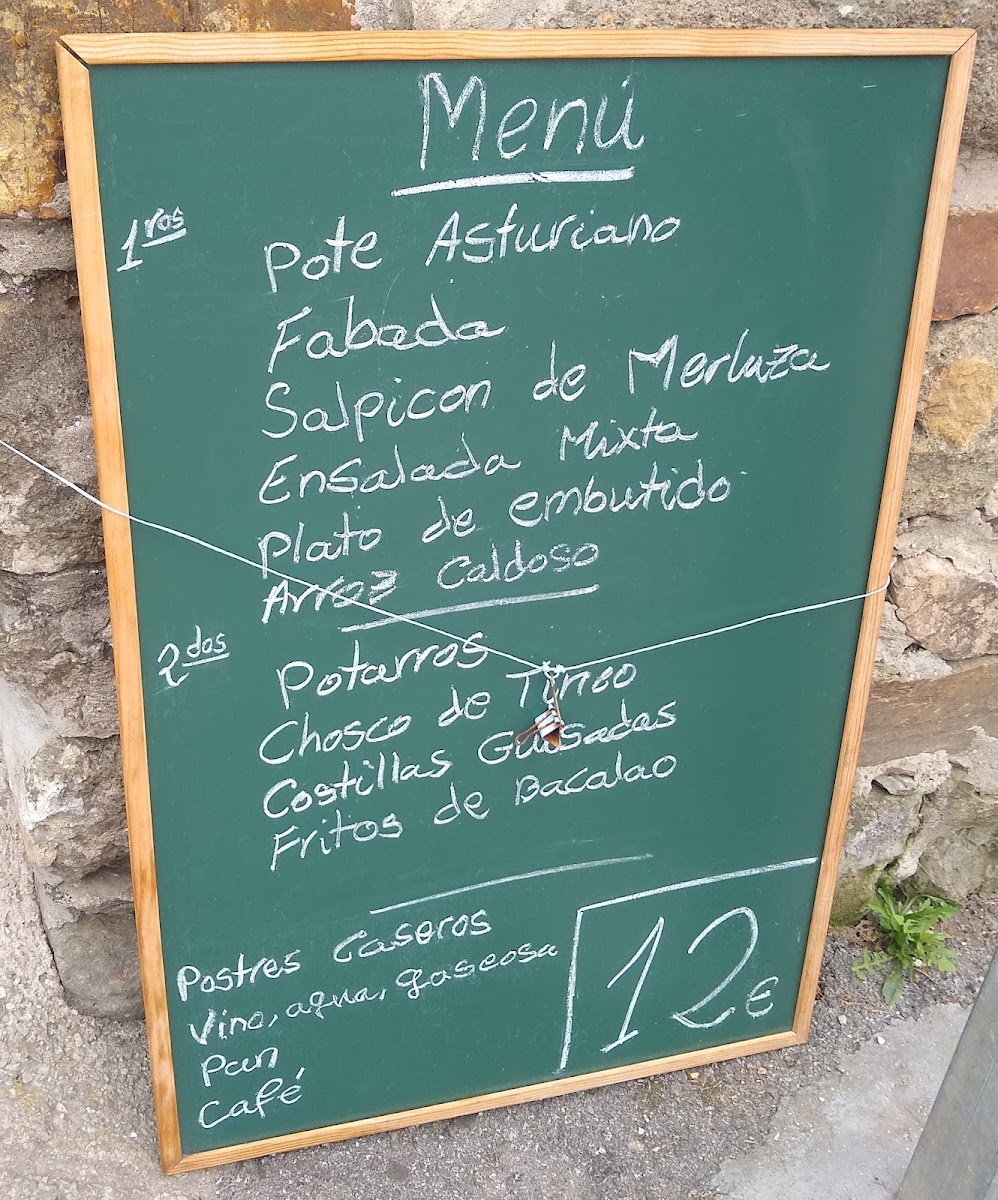 Menú
1ros
Pote Asturiano
Fabada
Salpicon de Merluza
Ensalada Mixta
Plato de embutido
Arroz Caldoso
2dos
Potarros
Chosco de Tineo
Costillas Guisadas
Fritos de Bacalao
Postres Caseros
Vino, agua, gaseosa
Pan
Café
12€